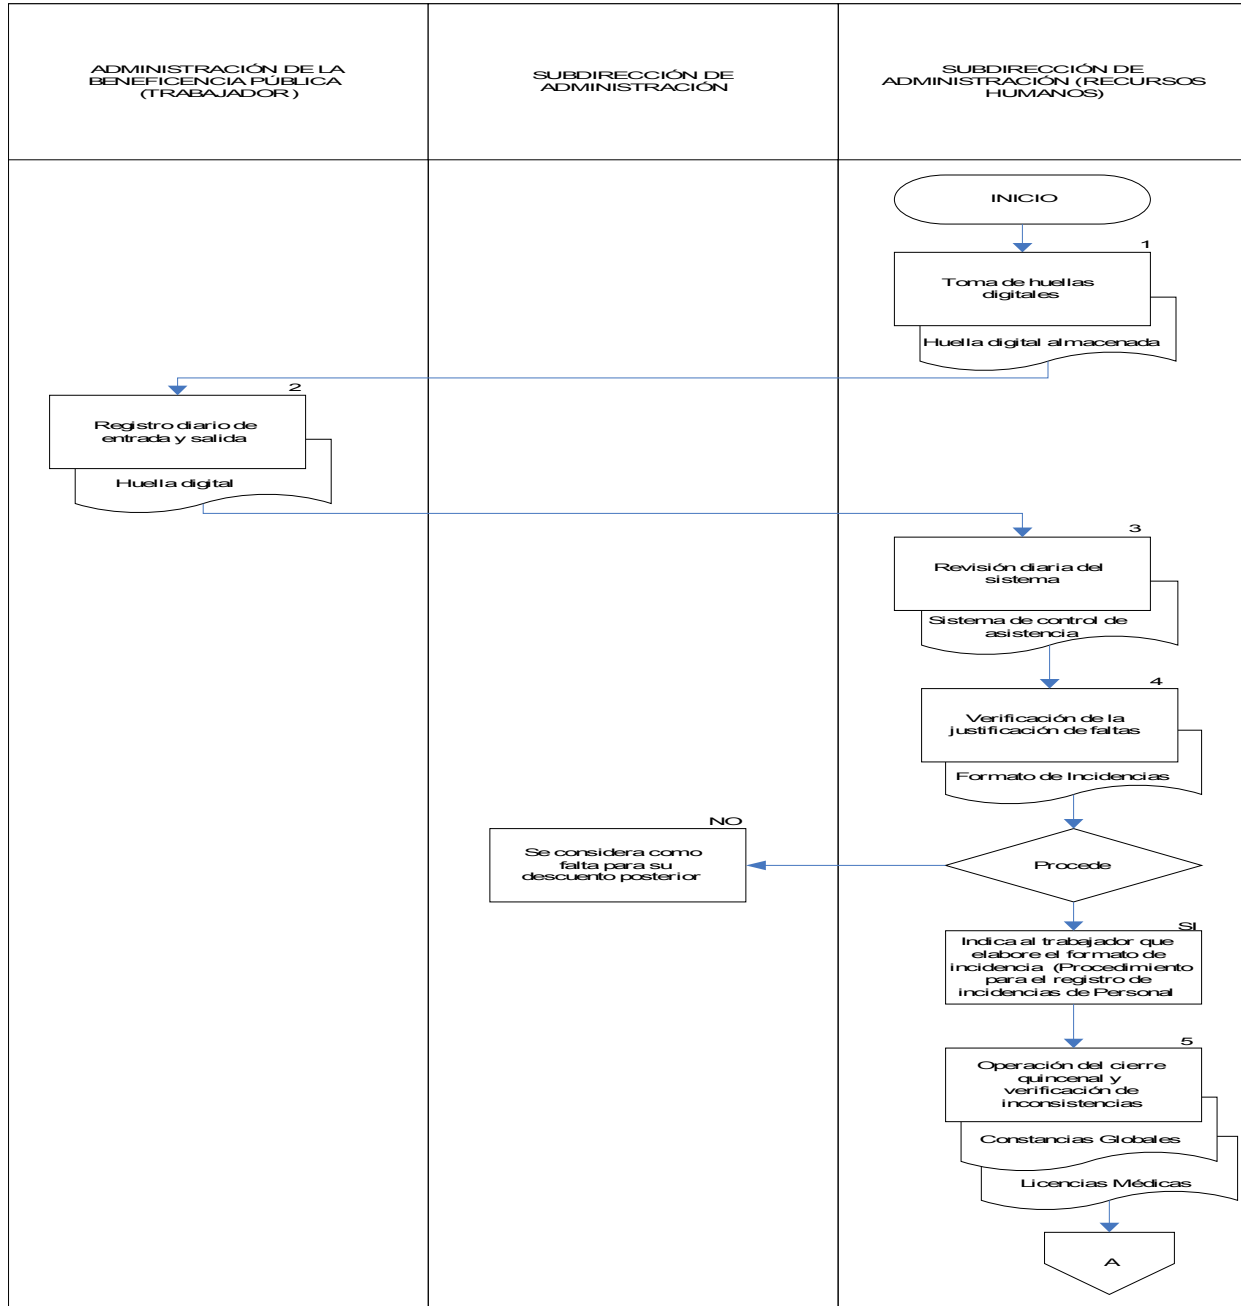 ADMINISTRACIÓN DE LA
BENEFICENCIA PÚBLICA
(TRABAJADOR)
SUBDIRECCIÓN DE
ADMINISTRACIÓN
SUBDIRECCIÓN DE
ADMINISTRACIÓN (RECURSOS
HUMANOS)
INICIO
1
Toma de huellas
digitales
Huella digital almacenada
2
Registro diario de
entrada y salida
Huella digital
3
Revisión diaria del
sistema
Sistema de control de
asistencia
4
Verificación de la
justificación de faltas
Formato de Incidencias
NO
Se considera como
falta para su
descuento posterior
Procede
SI
Indica al trabajador que
elabore el formato de
incidencia (Procedimiento
para el registro de
incidencias de Personal
5
Operación del cierre
quincenal y
verificación de
inconsistencias
Constancias Globales
Licencias Médicas
A